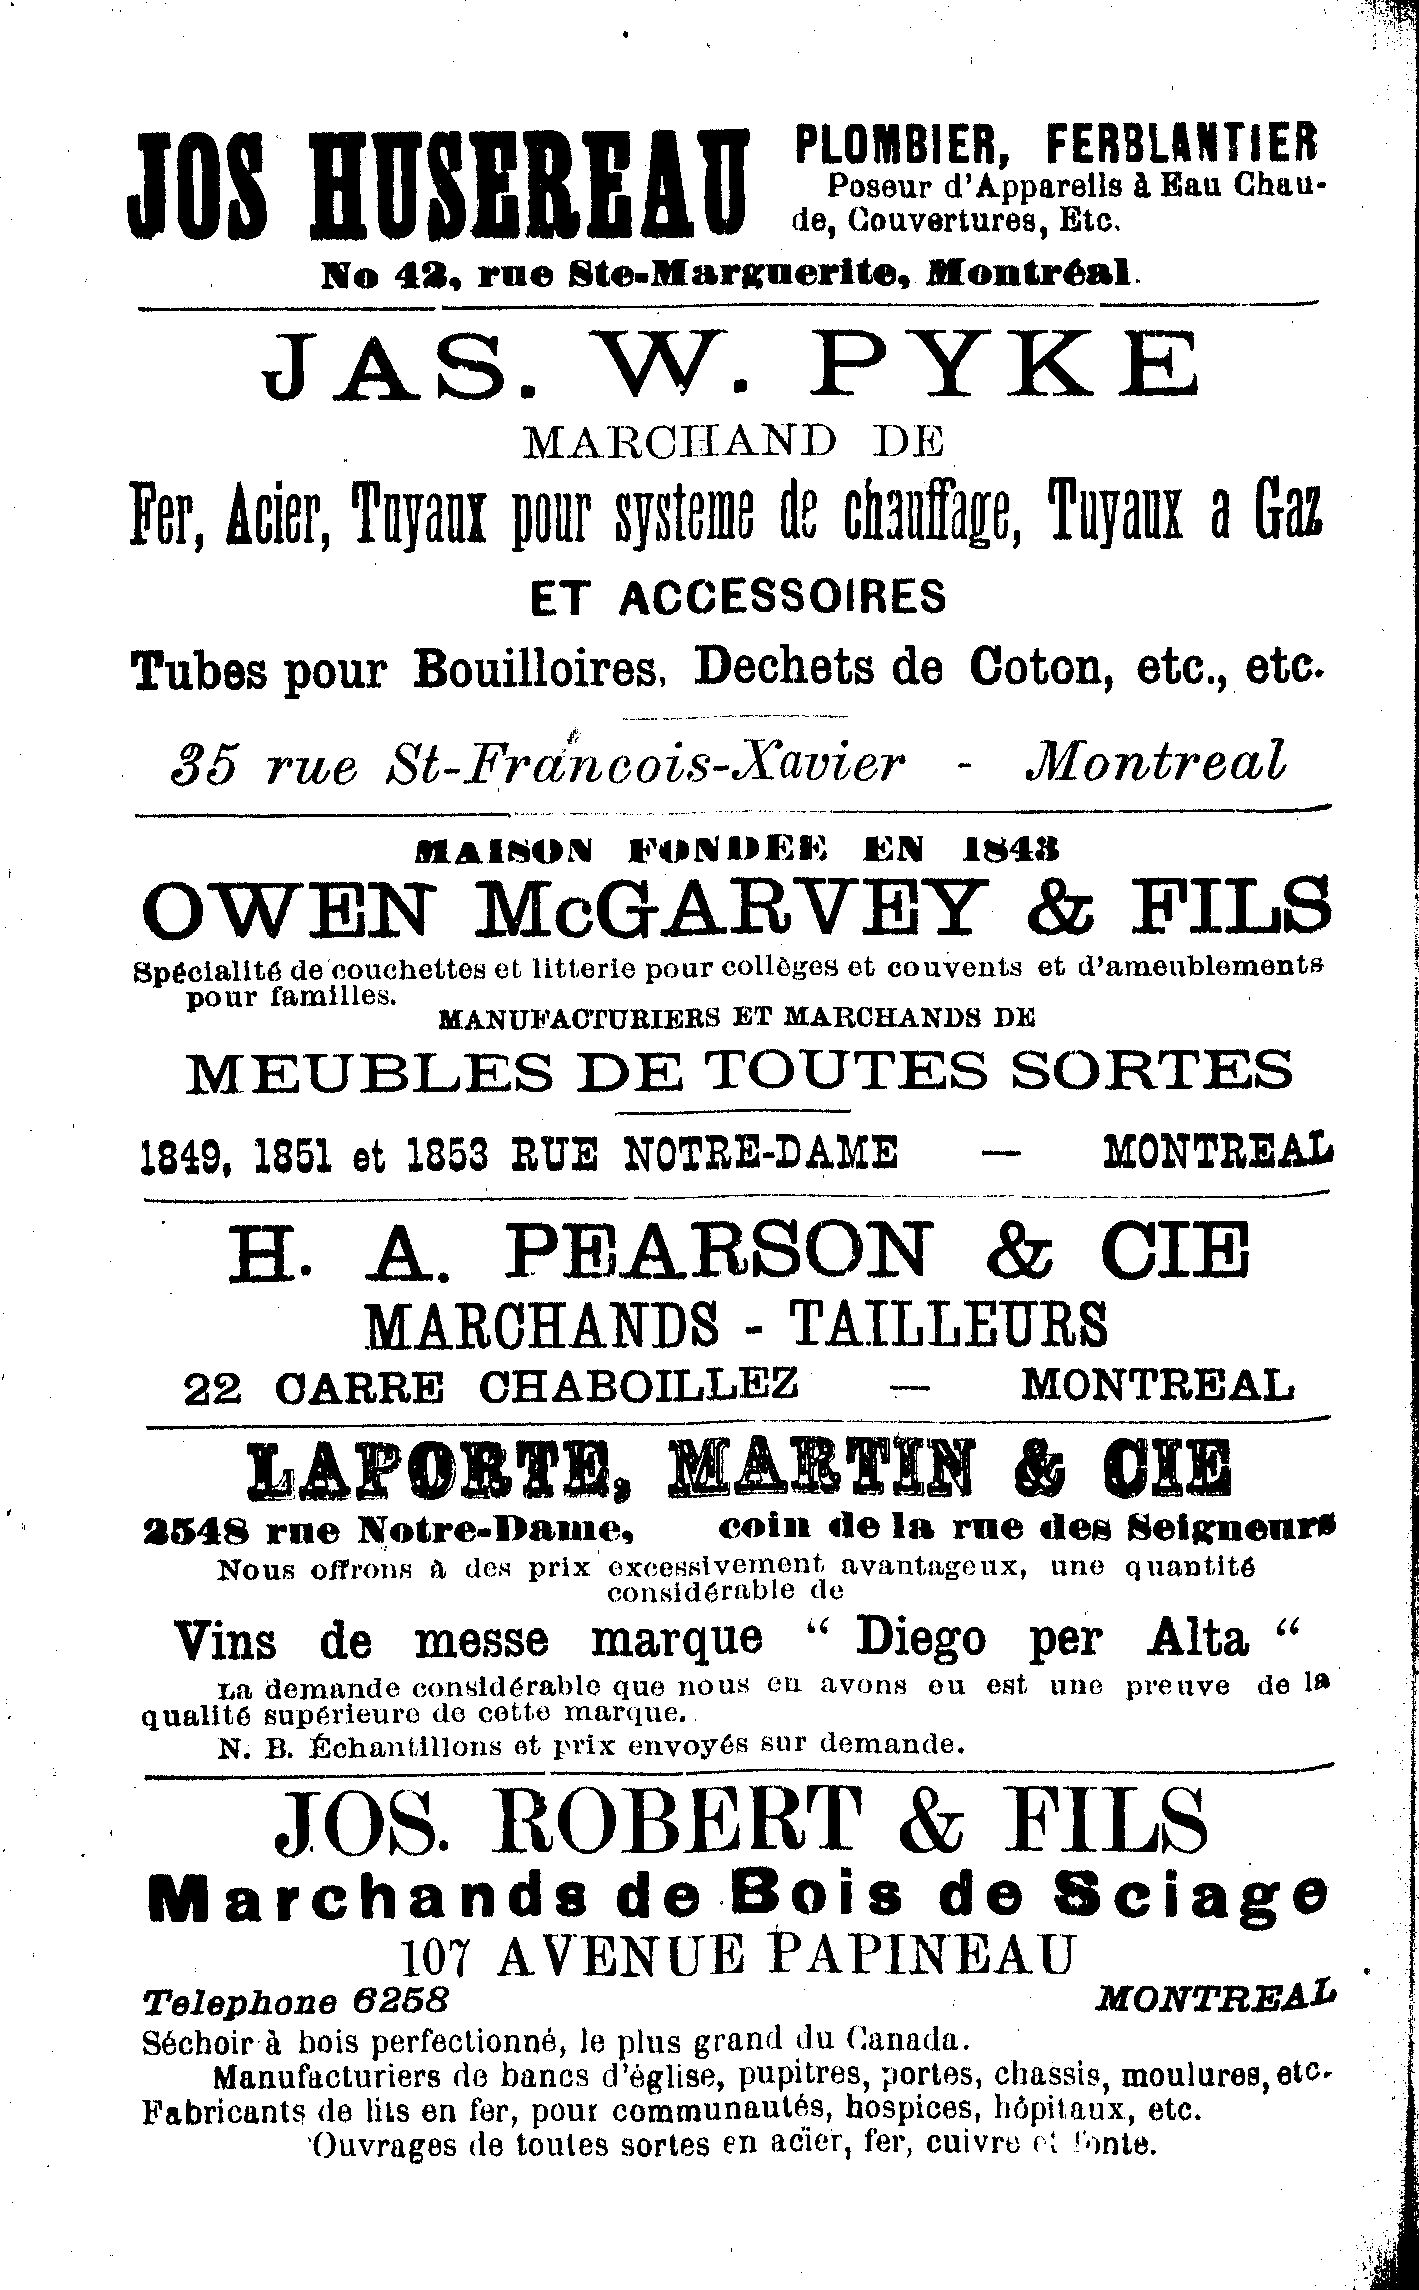 JOS HUSEREAU
PLOMBIER, FERBLANTIER
Poseur d'Appareils à Eau Chau-
de, Couvertures, Etc.
No 42, rue Ste-Marguerite, Montréal.
JAS. W. PYKE
MARCHAND DE
Fer, Acier, Tuyaux pour systeme de chauffage, Tuyaux a Gaz
ET ACCESSOIRES
Tubes pour Bouilloires, Dechets de Coton, etc., etc.
35 rue St-Francois-Xavier - Montreal
MAISON FONDEE EN 1843
OWEN McGARVEY & FILS
Spécialité de couchettes et litterie pour collèges et couvents et d'ameublements
pour familles.
MANUFACTURIERS ET MARCHANDS DE
MEUBLES DE TOUTES SORTES
1849, 1851 et 1853 RUE NOTRE-DAME — MONTREAL
H. A. PEARSON & CIE
MARCHANDS - TAILLEURS
22 CARRE CHABOILLEZ — MONTREAL
LAPORTE, MARTIN & CIE
2548 rue Notre-Dame, coin de la rue des Seigneurs
Nous offrons à des prix excessivement avantageux, une quantité
considérable de
Vins de messe marque “ Diego per Alta “
La demande considérable que nous en avons eu est une preuve de la
qualité supérieure de cette marque.
N. B. Échantillons et prix envoyés sur demande.
JOS. ROBERT & FILS
Marchands de Bois de Sciage
107 AVENUE PAPINEAU
Telephone 6258 MONTREAL
Séchoir à bois perfectionné, le plus grand du Canada.
Manufacturiers de bancs d'église, pupitres, portes, chassis, moulures, etc.
Fabricants de lits en fer, pour communautés, hospices, hôpitaux, etc.
Ouvrages de toutes sortes en acier, fer, cuivre et fonte.